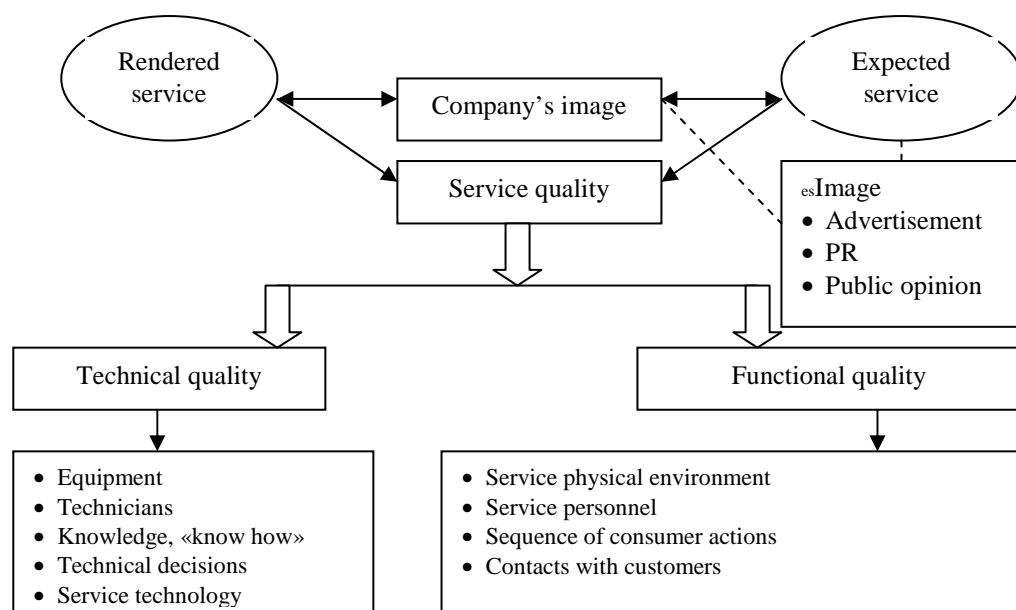 Rendered
service
Company’s image
Expected
service
Service quality
esImage
• Advertisement
• PR
• Public opinion
Technical quality
Functional quality
• Equipment
• Technicians
• Knowledge, «know how»
• Technical decisions
• Service technology
• Service physical environment
• Service personnel
• Sequence of consumer actions
• Contacts with customers